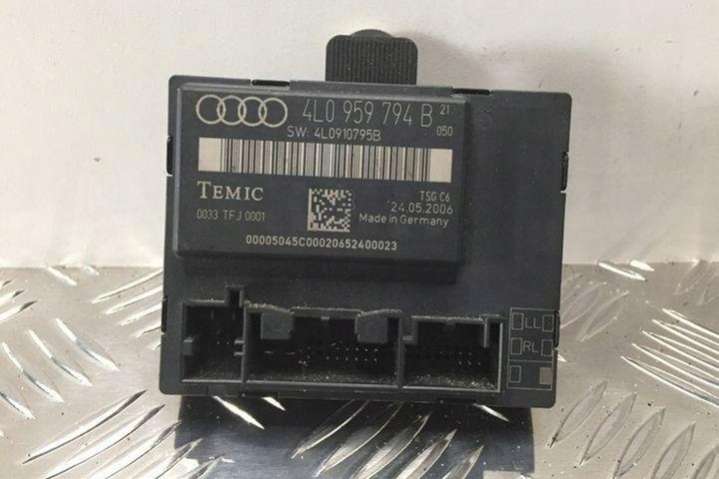 4L0 959 794 B 21
050
SW: 4L0910795B
TEMIC
TSG C6
0033 TFJ 0001
24.05.2006
Made in Germany
00005045C00020652400023
LL
RL